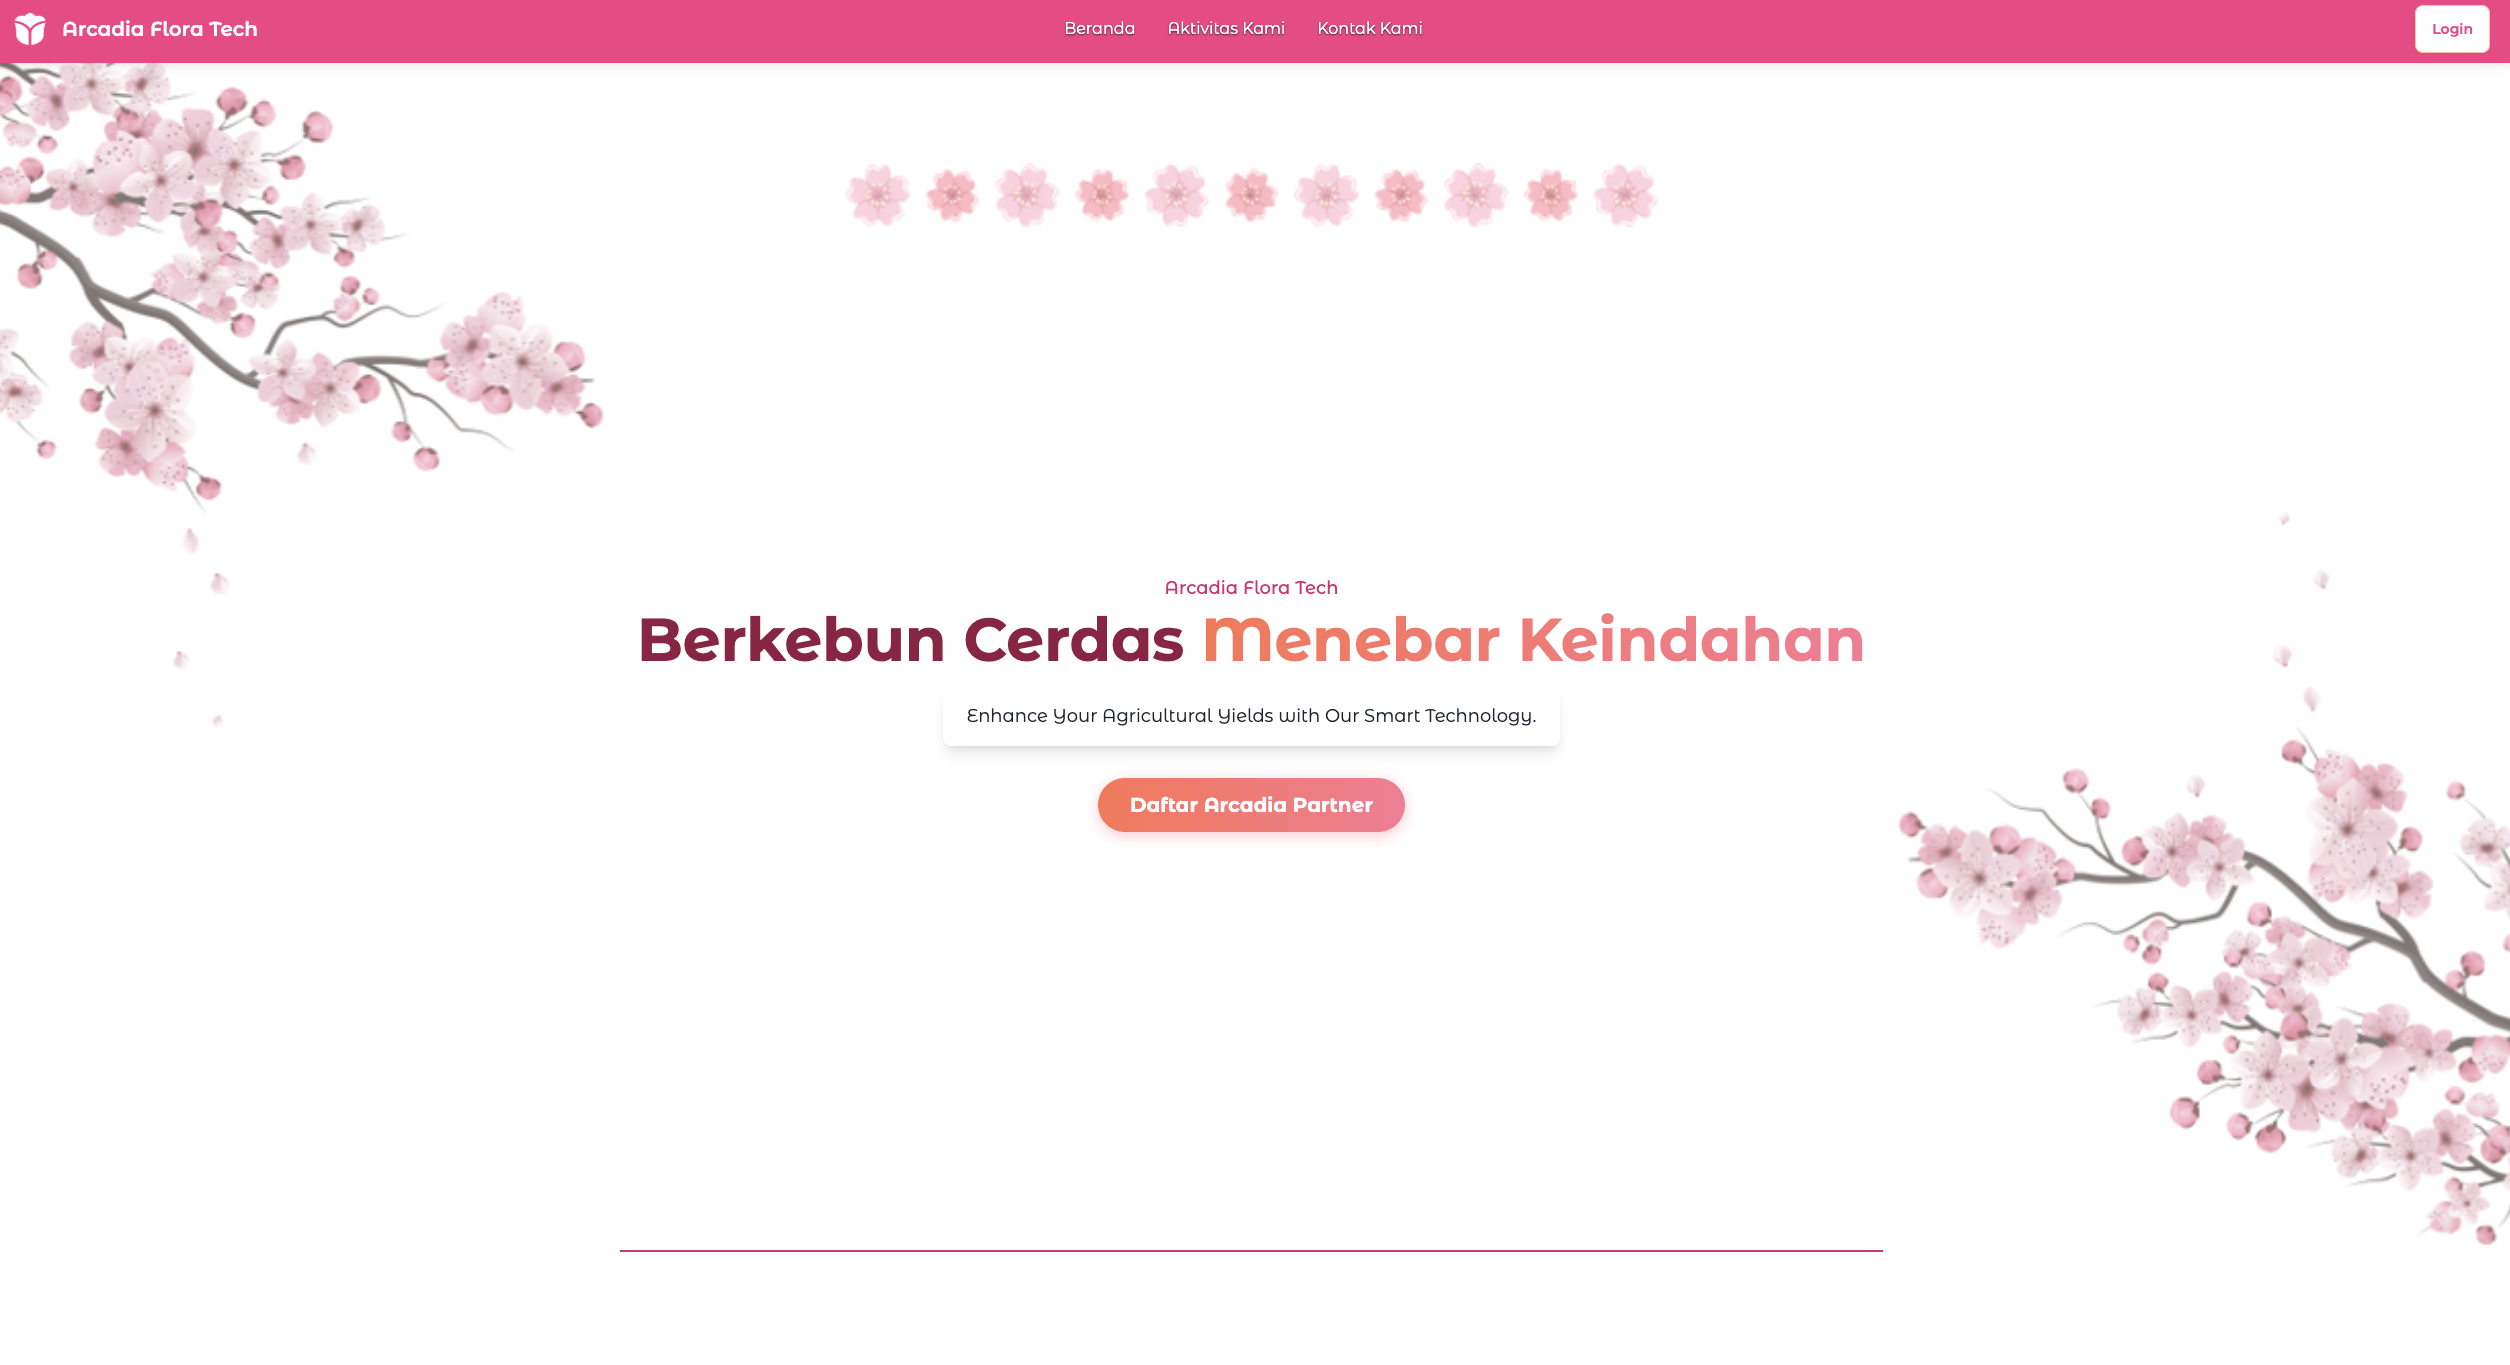 Arcadia Flora Tech
Beranda
Aktivitas Kami
Kontak Kami
Login
Arcadia Flora Tech
Berkebun Cerdas Menebar Keindahan
Enhance Your Agricultural Yields with Our Smart Technology.
Daftar Arcadia Partner